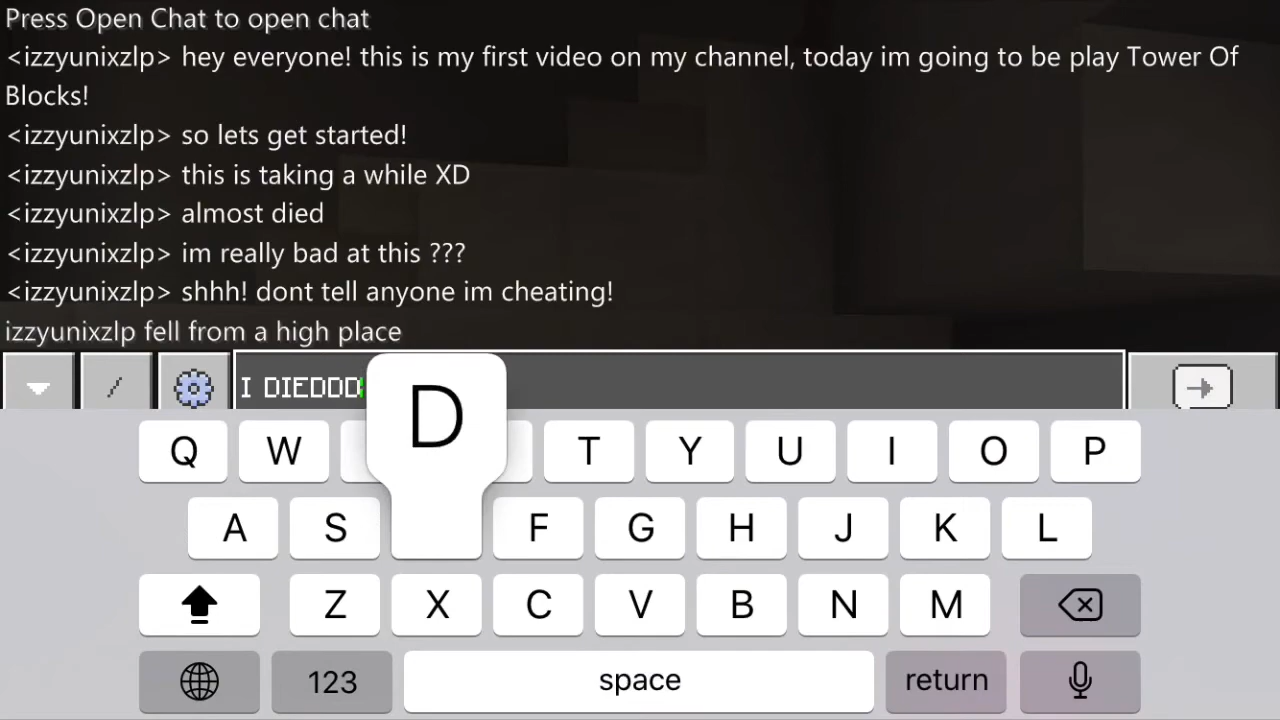 Press Open Chat to open chat
<izzyunixzlp> hey everyone! this is my first video on my channel, today im going to be play Tower Of
Blocks!
<izzyunixzlp> so lets get started!
<izzyunixzlp> this is taking a while XD
<izzyunixzlp> almost died
<izzyunixzlp> im really bad at this ???
<izzyunixzlp> shhh! dont tell anyone im cheating!
izzyunixzlp fell from a high place
/ I DIEDDD
D
Q W T Y U I O P
A S F G H J K L
Z X C V B N M
123 space return